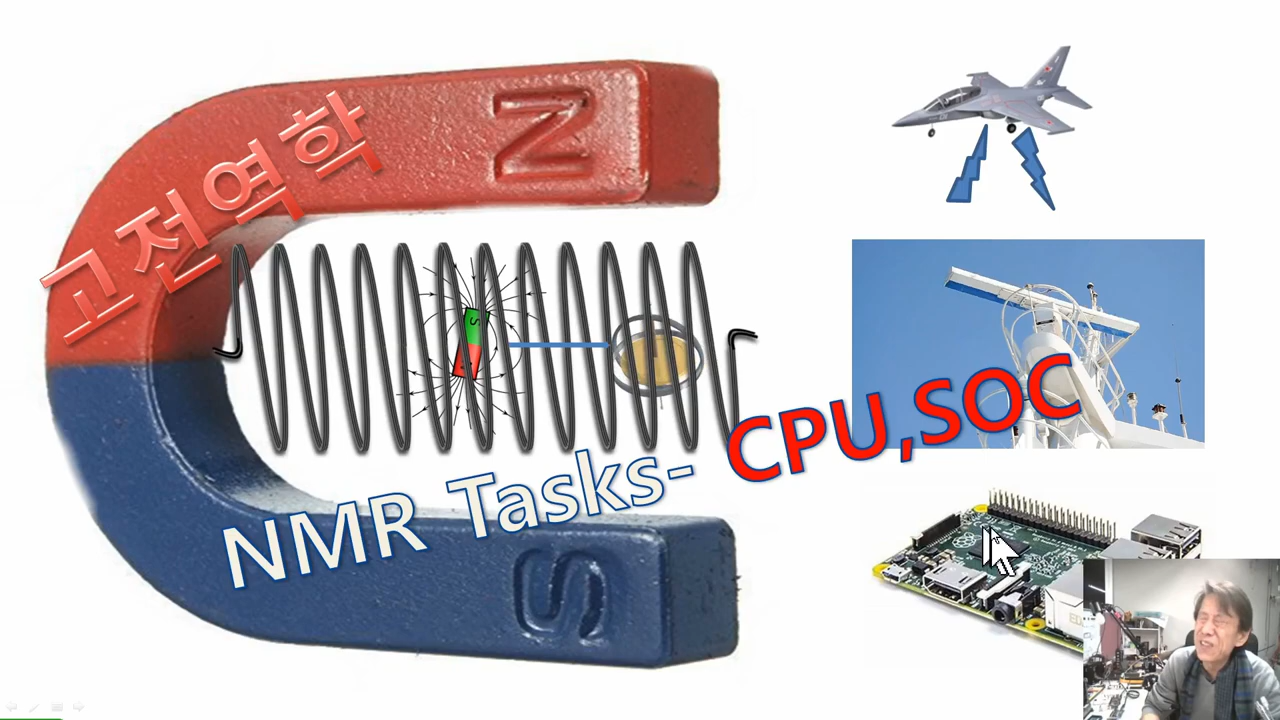 고전역학
N
S
NMR Tasks- CPU,SOC
S